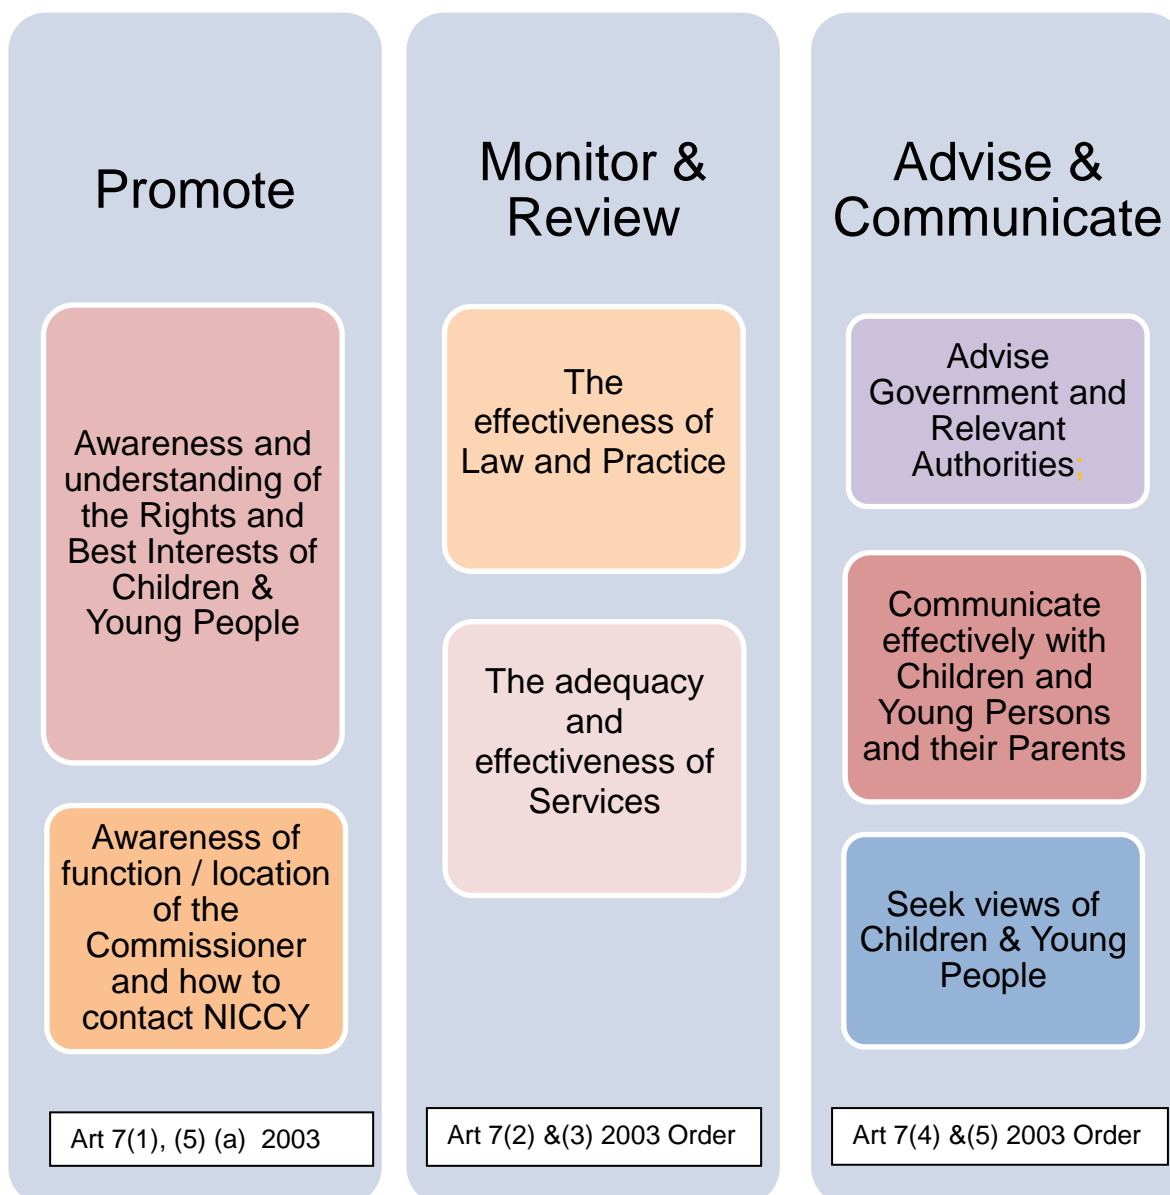 Promote
Awareness and
understanding of
the Rights and
Best Interests of
Children &
Young People
Awareness of
function / location
of the
Commissioner
and how to
contact NICCY
Art 7(1), (5) (a)  2003
Monitor &
Review
The
effectiveness of
Law and Practice
The adequacy
and
effectiveness of
Services
Art 7(2) &(3) 2003 Order
Advise &
Communicate
Advise
Government and
Relevant
Authorities;
Communicate
effectively with
Children and
Young Persons
and their Parents
Seek views of
Children & Young
People
Art 7(4) &(5) 2003 Order